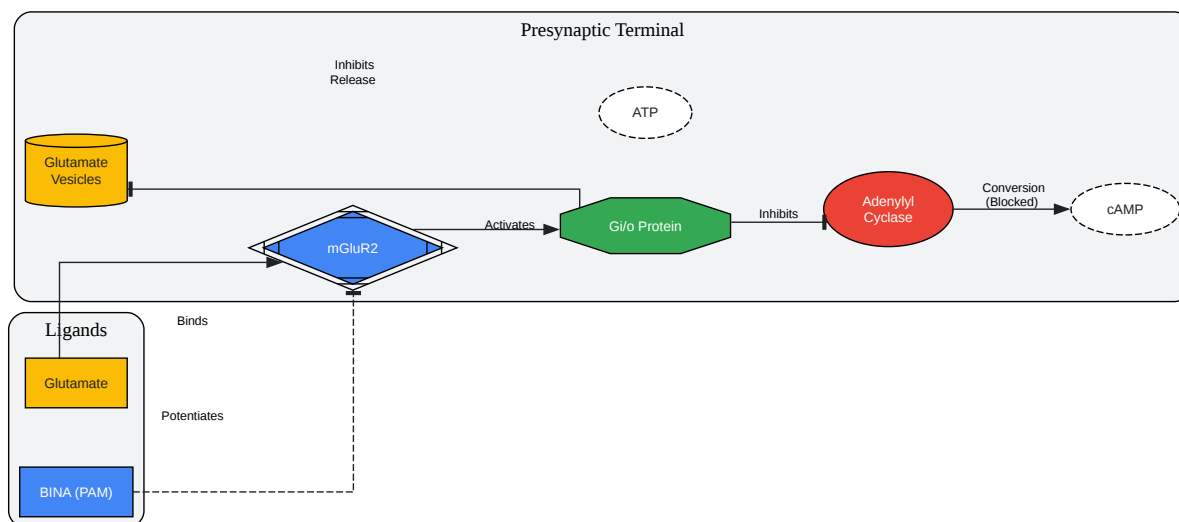 Presynaptic Terminal
Inhibits
Release
ATP
Glutamate
Vesicles
Adenylyl
Cyclase
Conversion
(Blocked)
cAMP
Inhibits
Activates
Gi/o Protein
mGluR2
Ligands
Binds
Glutamate
Potentiates
BINA (PAM)